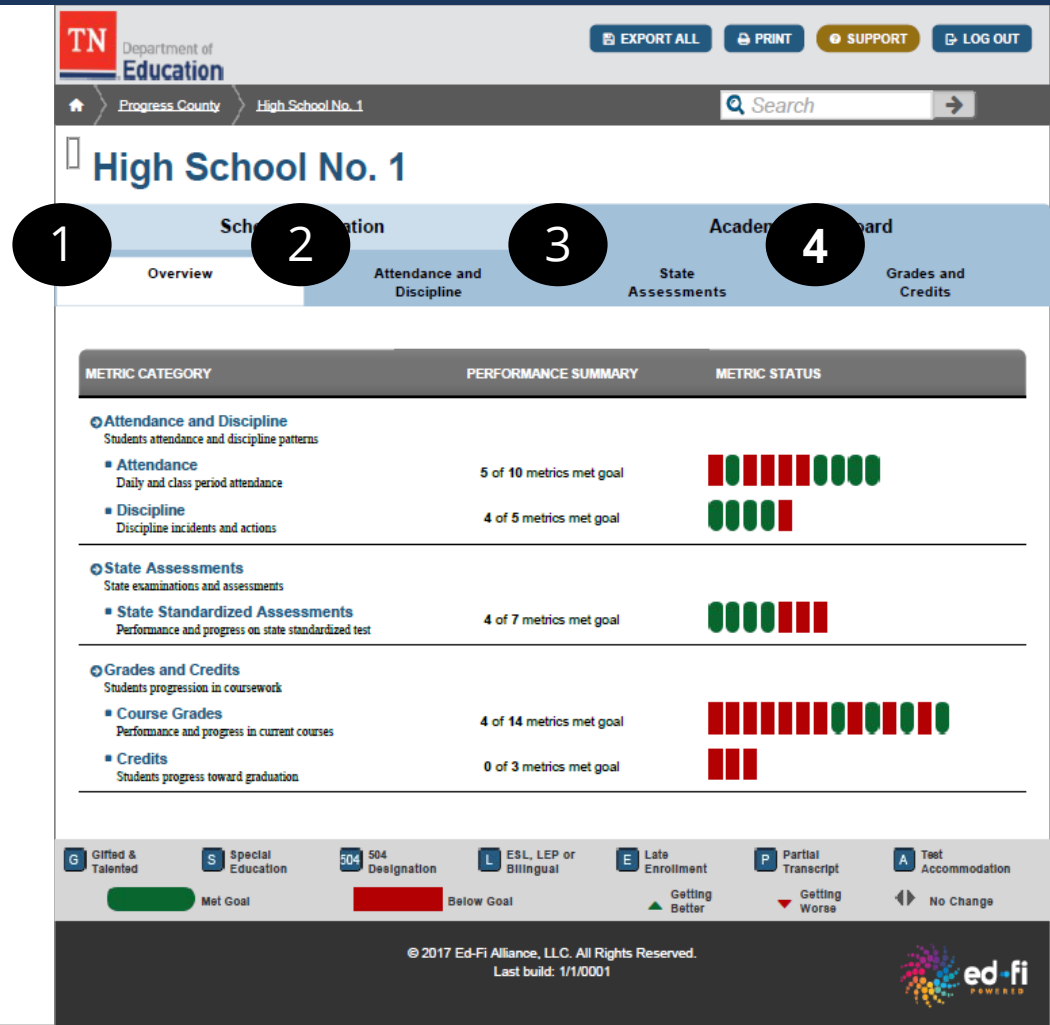 TN
Department of
Education
EXPORT ALL
PRINT
SUPPORT
LOG OUT
Progress County
High School No. 1
Search
High School No. 1
1
2
3
4
Overview
Attendance and
Discipline
State
Assessments
Grades and
Credits
METRIC CATEGORY PERFORMANCE SUMMARY METRIC STATUS
Attendance and Discipline
Students attendance and discipline patterns
Attendance
Daily and class period attendance
5 of 10 metrics met goal
Discipline
Discipline incidents and actions
4 of 5 metrics met goal
State Assessments
State examinations and assessments
State Standardized Assessments
Performance and progress on state standardized test
4 of 7 metrics met goal
Grades and Credits
Students progression in coursework
Course Grades
Performance and progress in current courses
4 of 14 metrics met goal
Credits
Students progress toward graduation
0 of 3 metrics met goal
G Gifted &
Talented
S Special
Education
504 504
Designation
L ESL, LEP or
Bilingual
E Late
Enrollment
P Partial
Transcript
A Test
Accommodation
Met Goal
Below Goal
Getting
Better
Getting
Worse
No Change
© 2017 Ed-Fi Alliance, LLC. All Rights Reserved.
Last build: 1/1/0001
ed-fi
POWERED